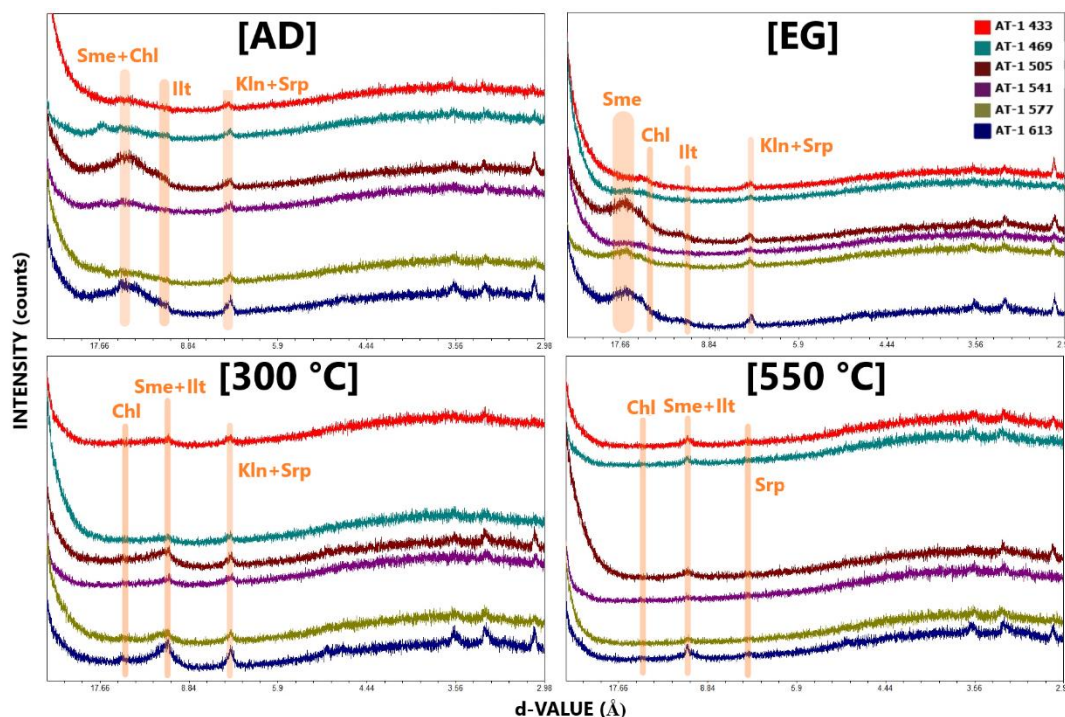 [AD]
Sme+Chl
Ilt
Kln+Srp
17.66 8.84 5.9 4.44 3.56 2.98
[EG]
AT-1 433
AT-1 469
AT-1 505
AT-1 541
AT-1 577
AT-1 613
Sme
Chl
Ilt
Kln+Srp
17.66 8.84 5.9 4.44 3.56
INTENSITY (counts)
[300 °C]
Sme+Ilt
Chl
Kln+Srp
17.66 8.84 5.9 4.44 3.56 2.98
[550 °C]
Chl Sme+Ilt
Srp
17.66 8.84 5.9 4.44 3.56
d-VALUE (Å)